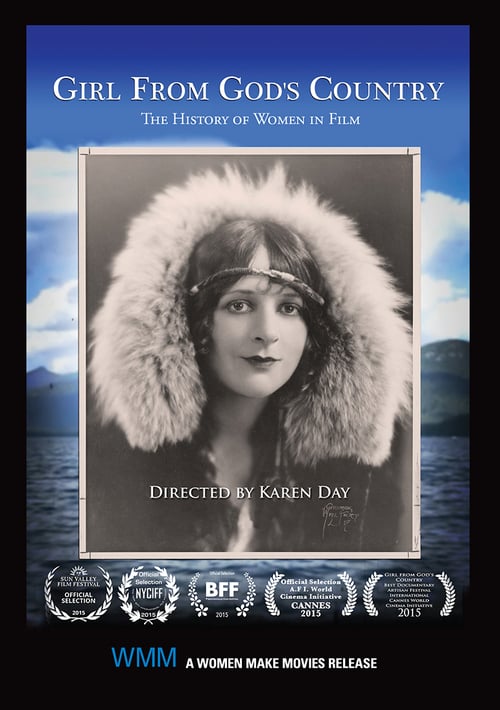 GIRL FROM GOD'S COUNTRY
THE HISTORY OF WOMEN IN FILM
DIRECTED BY KAREN DAY
SUN VALLEY
FILM FESTIVAL
OFFICIAL
SELECTION
2015
Official
Selection
NYCIFF
2015
Official Selection
BFF
2015
Official Selection
A.F.I. World
Cinema Initiative
CANNES
2015
GIRL FROM GOD'S
COUNTRY
BEST DOCUMENTARY
ARTISAN FESTIVAL
INTERNATIONAL
CANNES WORLD
CINEMA INITIATIVE
2015
WMM A WOMEN MAKE MOVIES RELEASE